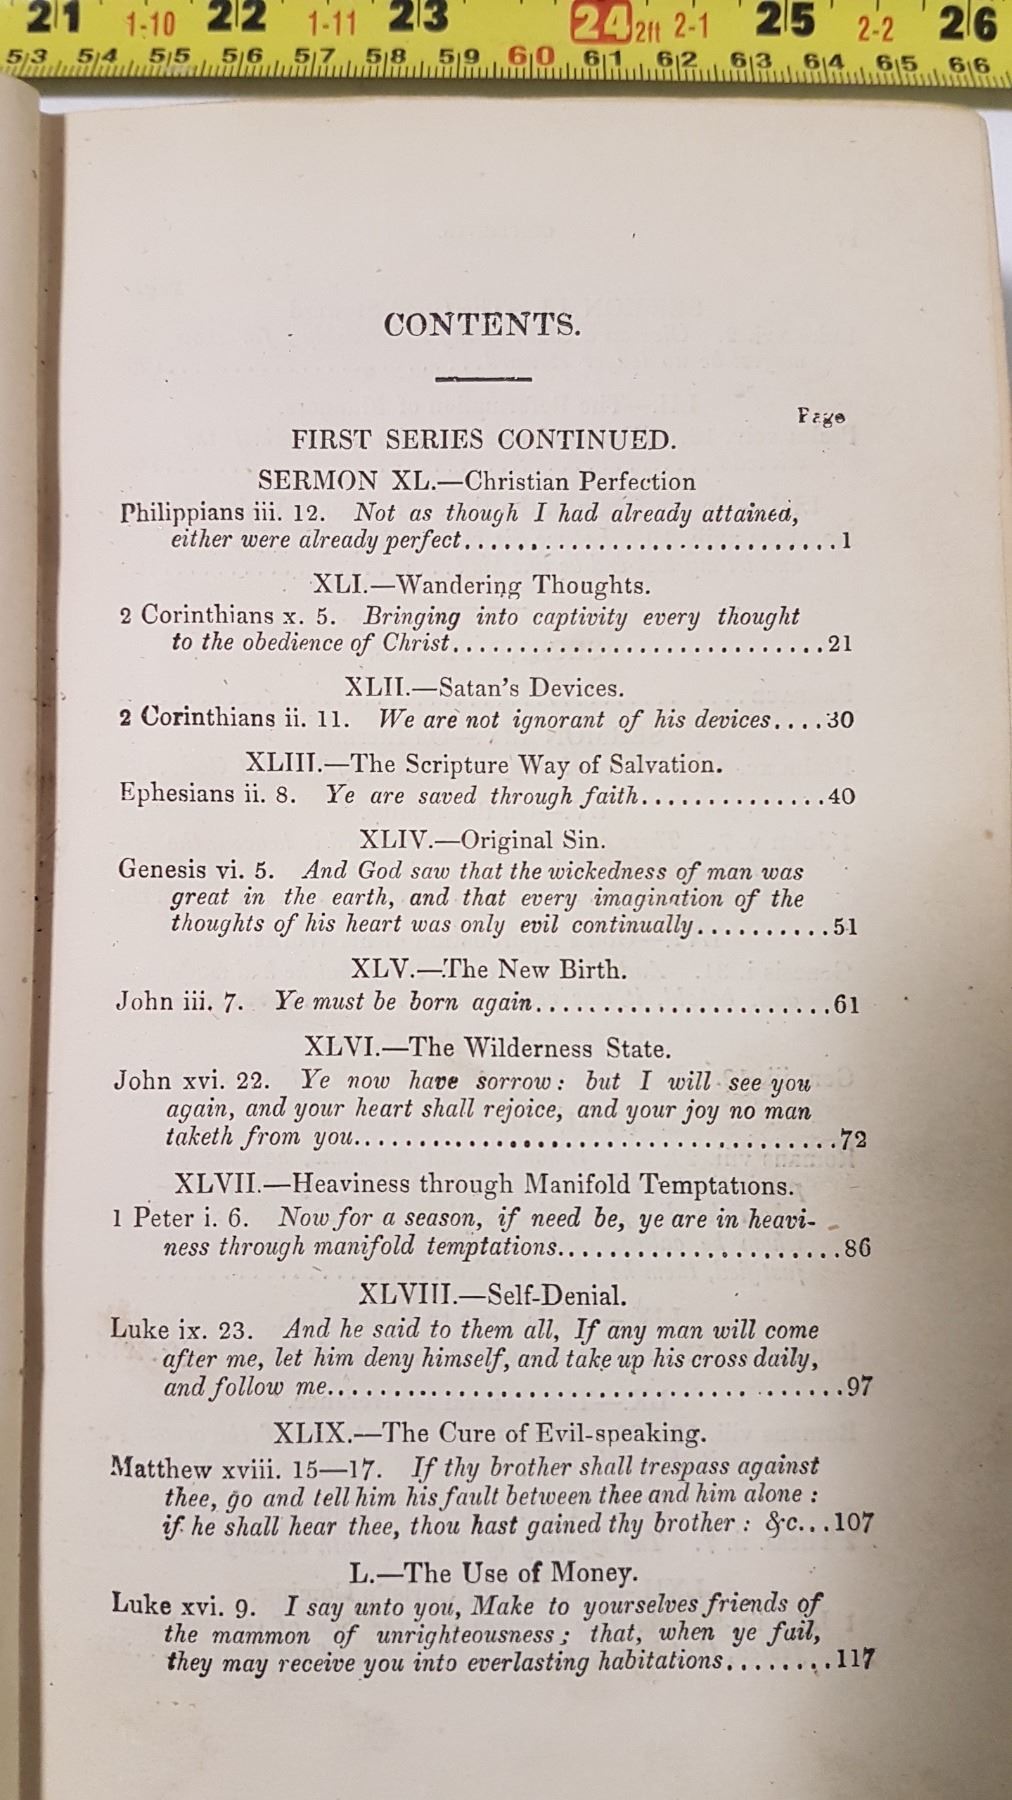 21 1-10 22 1-11 23 24 2ft 2-1 25 2-2 26
53 54 55 56 57 58 59 60 61 62 63 64 65 66
CONTENTS.
Page
FIRST SERIES CONTINUED.
SERMON XL.—Christian Perfection
Philippians iii. 12. Not as though I had already attained,
either were already perfect............................1
XLI.—Wandering Thoughts.
2 Corinthians x. 5. Bringing into captivity every thought
to the obedience of Christ............................21
XLII.—Satan's Devices.
2 Corinthians ii. 11. We are not ignorant of his devices....30
XLIII.—The Scripture Way of Salvation.
Ephesians ii. 8. Ye are saved through faith..............40
XLIV.—Original Sin.
Genesis vi. 5. And God saw that the wickedness of man was
great in the earth, and that every imagination of the
thoughts of his heart was only evil continually..........51
XLV.—The New Birth.
John iii. 7. Ye must be born again......................61
XLVI.—The Wilderness State.
John xvi. 22. Ye now have sorrow: but I will see you
again, and your heart shall rejoice, and your joy no man
taketh from you.....................................72
XLVII.—Heaviness through Manifold Temptations.
1 Peter i. 6. Now for a season, if need be, ye are in heavi-
ness through manifold temptations......................86
XLVIII.—Self-Denial.
Luke ix. 23. And he said to them all, If any man will come
after me, let him deny himself, and take up his cross daily,
and follow me.......................................97
XLIX.—The Cure of Evil-speaking.
Matthew xviii. 15—17. If thy brother shall trespass against
thee, go and tell him his fault between thee and him alone:
if he shall hear thee, thou hast gained thy brother: &c...107
L.—The Use of Money.
Luke xvi. 9. I say unto you, Make to yourselves friends of
the mammon of unrighteousness; that, when ye fail,
they may receive you into everlasting habitations........117